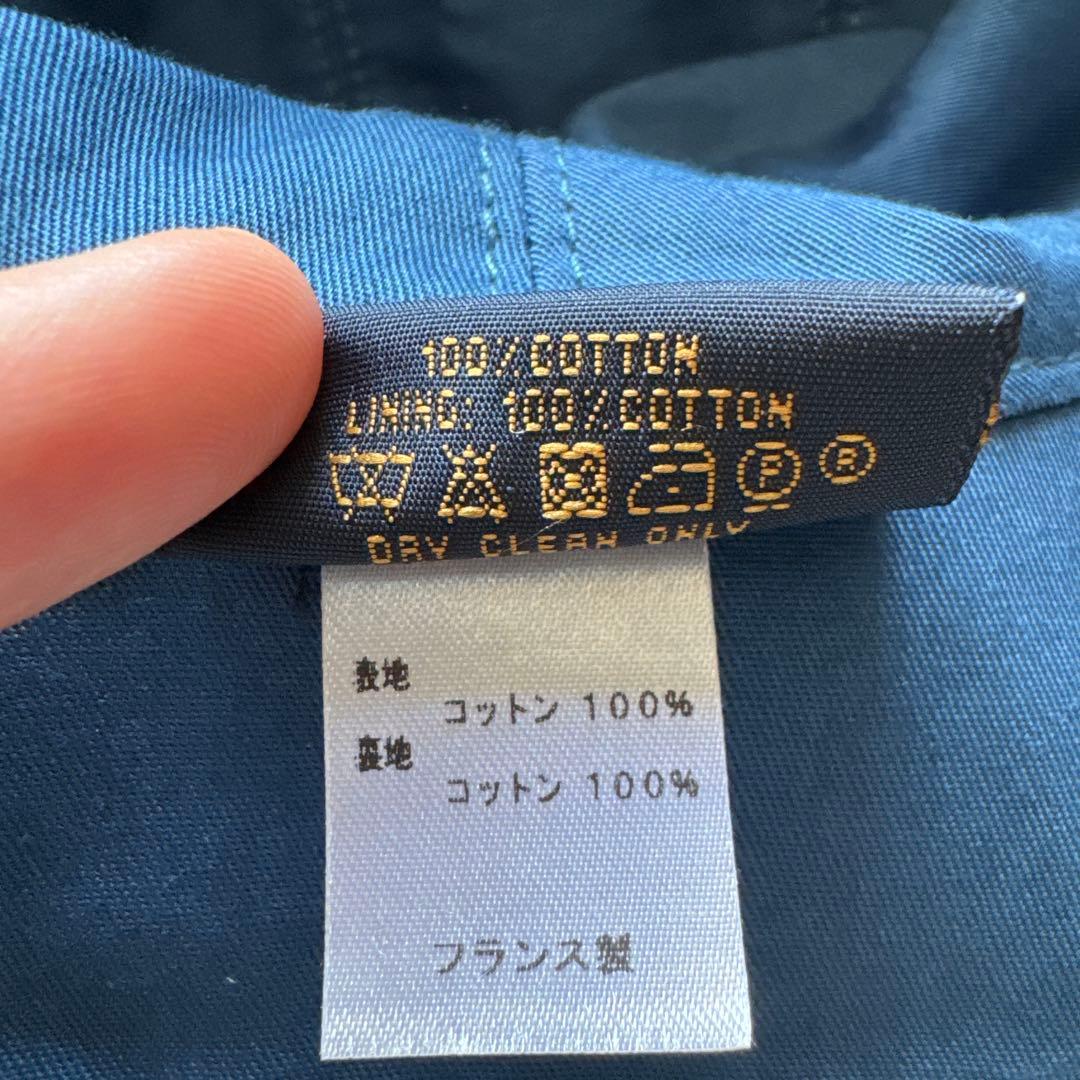 100% COTTON
LINING: 100% COTTON
P ®
DRY CLEAN ONLY
表地
コットン 100%
裏地
コットン 100%
フランス製